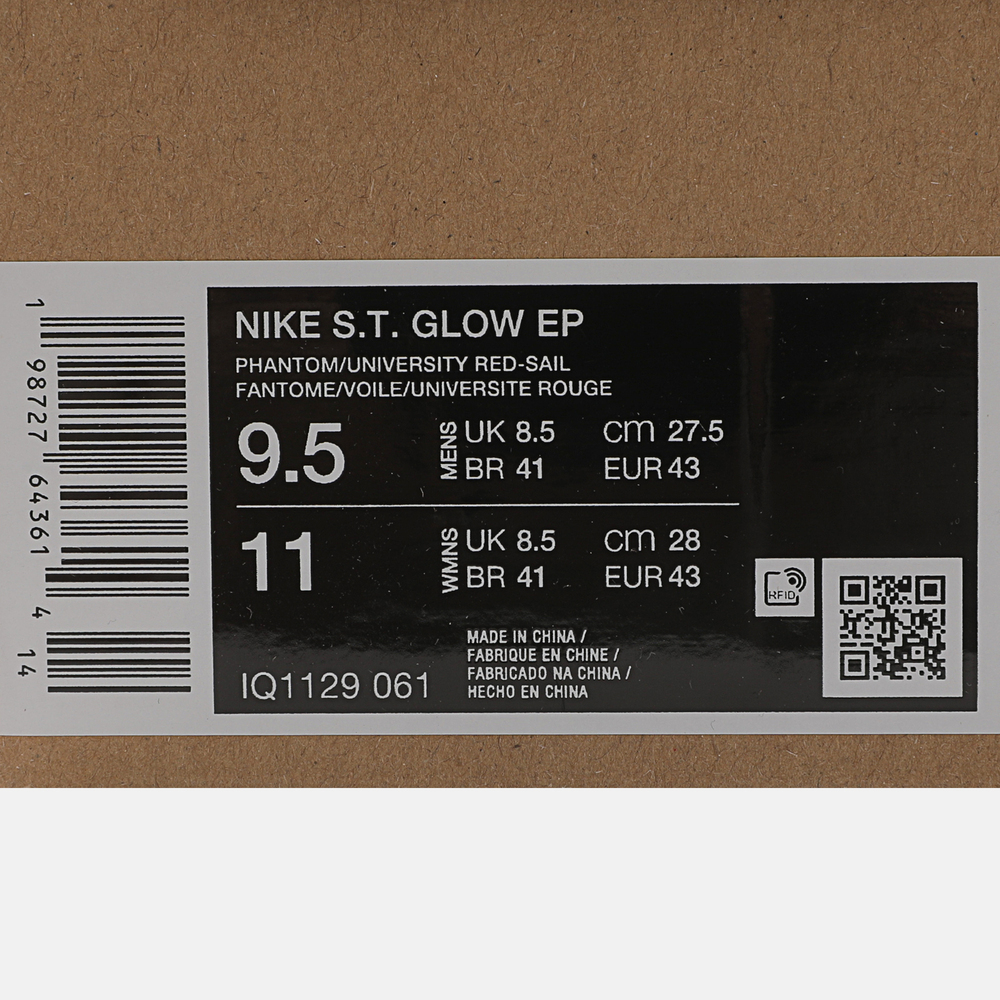 NIKE S.T. GLOW EP
PHANTOM/UNIVERSITY RED-SAIL
FANTOME/VOILE/UNIVERSITE ROUGE
9.5 MENS UK 8.5 cm 27.5
BR 41 EUR 43
11 WMNS UK 8.5 cm 28
BR 41 EUR 43
RFID
MADE IN CHINA /
FABRIQUE EN CHINE /
FABRICADO NA CHINA /
HECHO EN CHINA
IQ1129 061
1 98727 64361 4 14